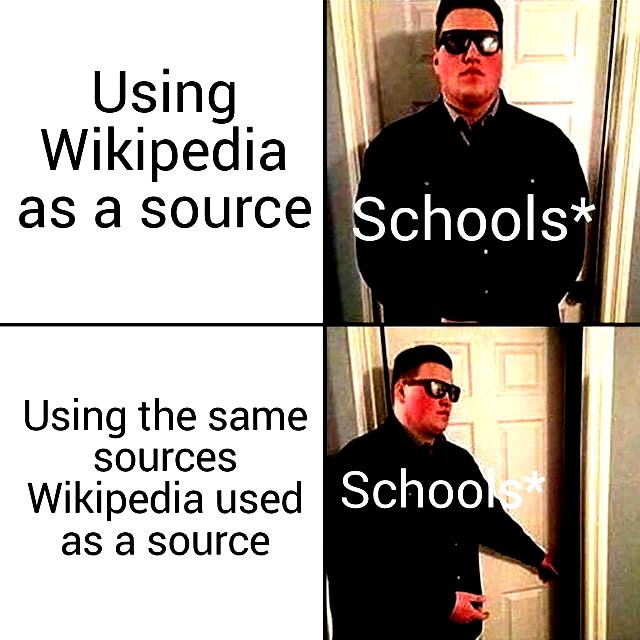 Using
Wikipedia
as a source
Schools*
Using the same
sources
Wikipedia used
as a source
Schools*